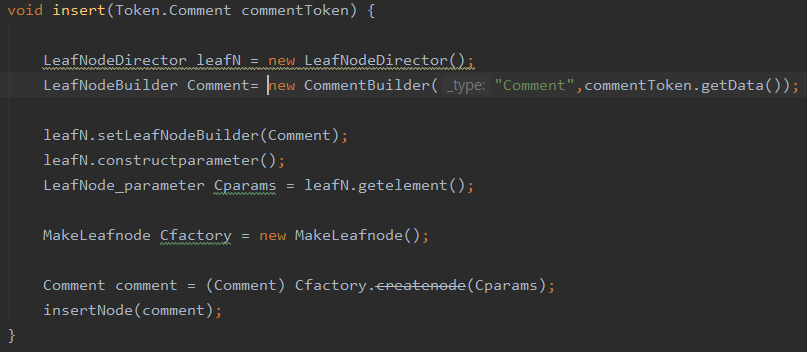 void insert(Token.Comment commentToken) {
LeafNodeDirector leafN = new LeafNodeDirector();
LeafNodeBuilder Comment= new CommentBuilder( _type: "Comment",commentToken.getData());
leafN.setLeafNodeBuilder(Comment);
leafN.constructparameter();
LeafNode_parameter Cparams = leafN.getelement();
MakeLeafnode Cfactory = new MakeLeafnode();
Comment comment = (Comment) Cfactory.createnode(Cparams);
insertNode(comment);
}